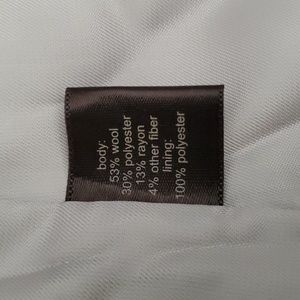 body:
53% wool
30% polyester
13% rayon
4% other fiber
lining:
100% polyester